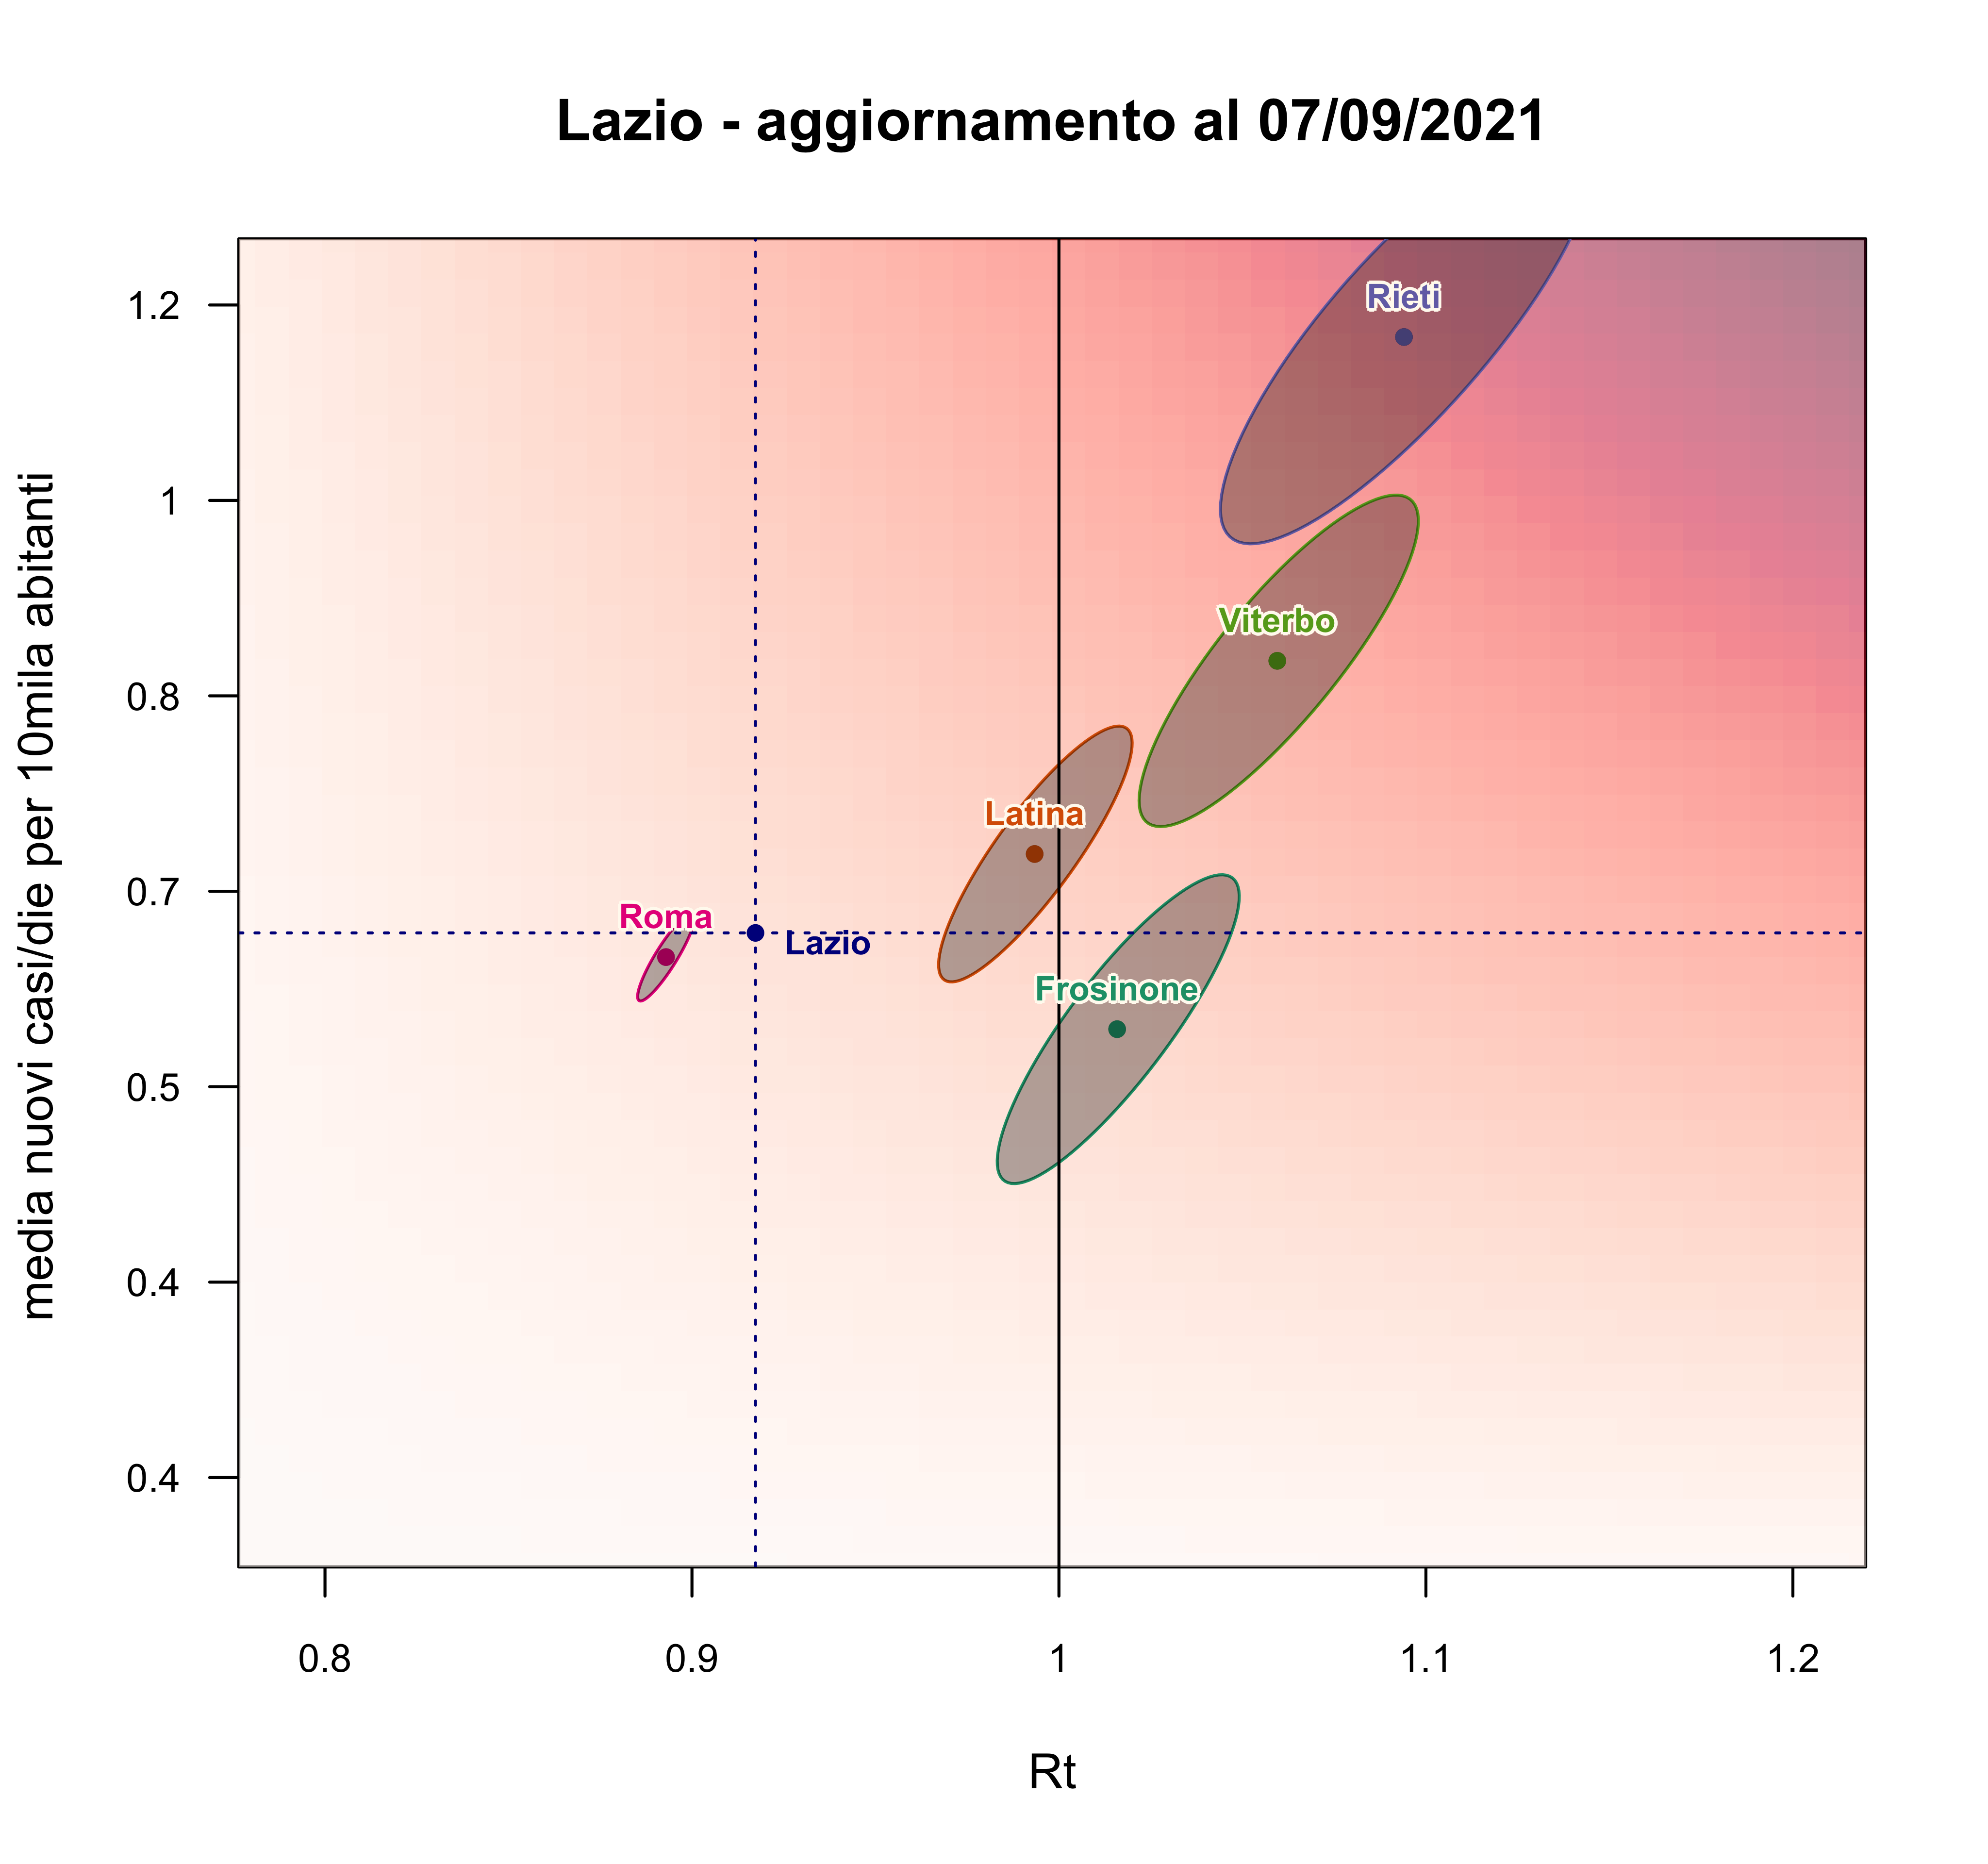 Lazio - aggiornamento al 07/09/2021
media nuovi casi/die per 10mila abitanti
1.2
1
0.8
0.7
0.5
0.4
0.4
Rieti
Viterbo
Latina
Roma
Lazio
Frosinone
0.8
0.9
1
1.1
1.2
Rt